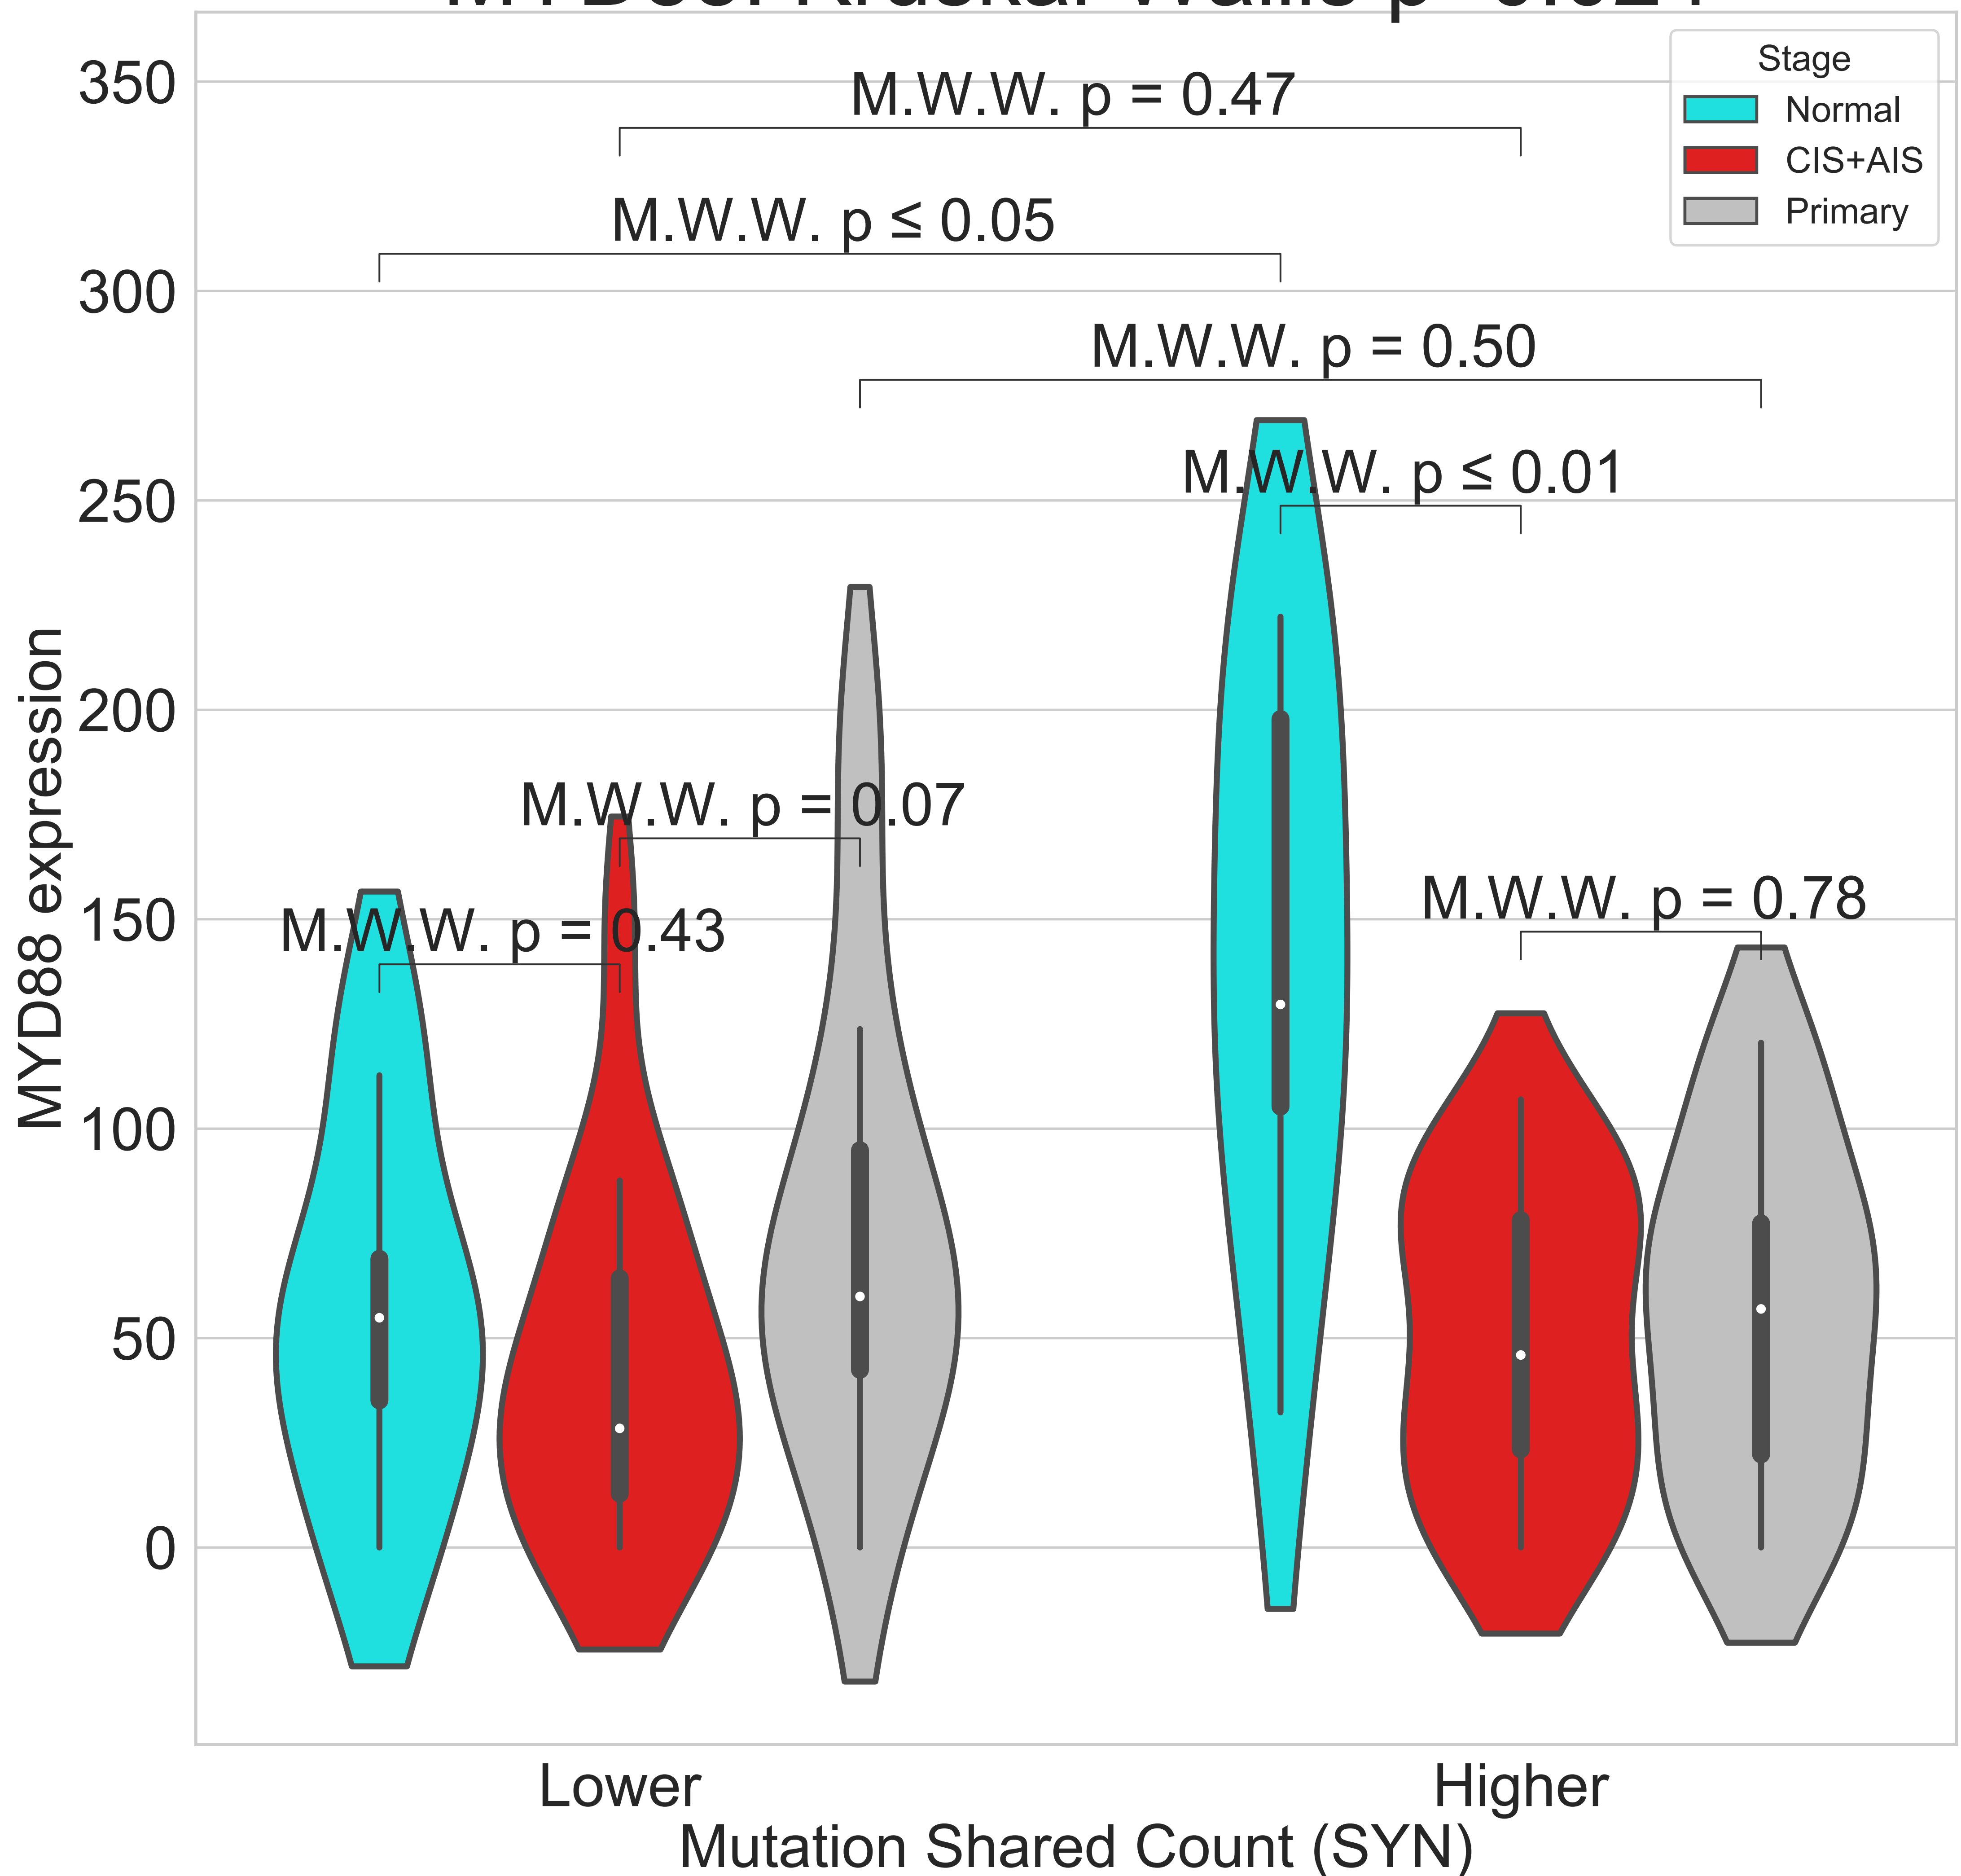 Stage
Normal
CIS+AIS
Primary
M.W.W. p = 0.47
M.W.W. p ≤ 0.05
M.W.W. p = 0.50
M.W.W. p ≤ 0.01
M.W.W. p = 0.07
M.W.W. p = 0.43
M.W.W. p = 0.78
350
300
250
200
150
100
50
0
MYD88 expression
Lower
Higher
Mutation Shared Count (SYN)